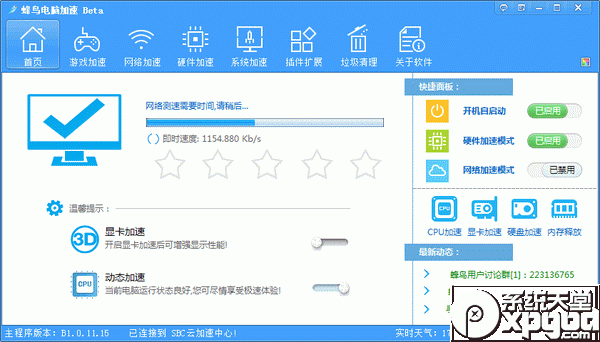 蜂鸟电脑加速 Beta
首页 游戏加速 网络加速 硬件加速 系统加速 插件扩展 垃圾清理 关于软件
网络测速需要时间,请稍后...
即时速度: 1154.880 Kb/s
温馨提示:
3D
显卡加速
开启显卡加速后可增强显示性能!
CPU
动态加速
当前电脑运行状态良好,您可尽情享受极速体验!
快捷面板:
开机自启动 已启用
硬件加速模式 已启用
网络加速模式 已禁用
CPU
CPU加速 显卡加速 硬盘加速 内存释放
最新动态:
蜂鸟用户讨论群[1]: 223136765
主程序版本: B1.0.11.15 已连接到 SBC云加速中心! 实时天气:
系统天堂
xpgod.com